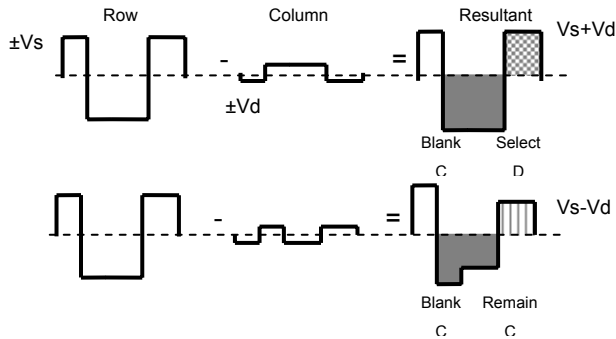 Row Column Resultant
±Vs - = Vs+Vd
±Vd
Blank Select
C D
- = Vs-Vd
Blank Remain
C C